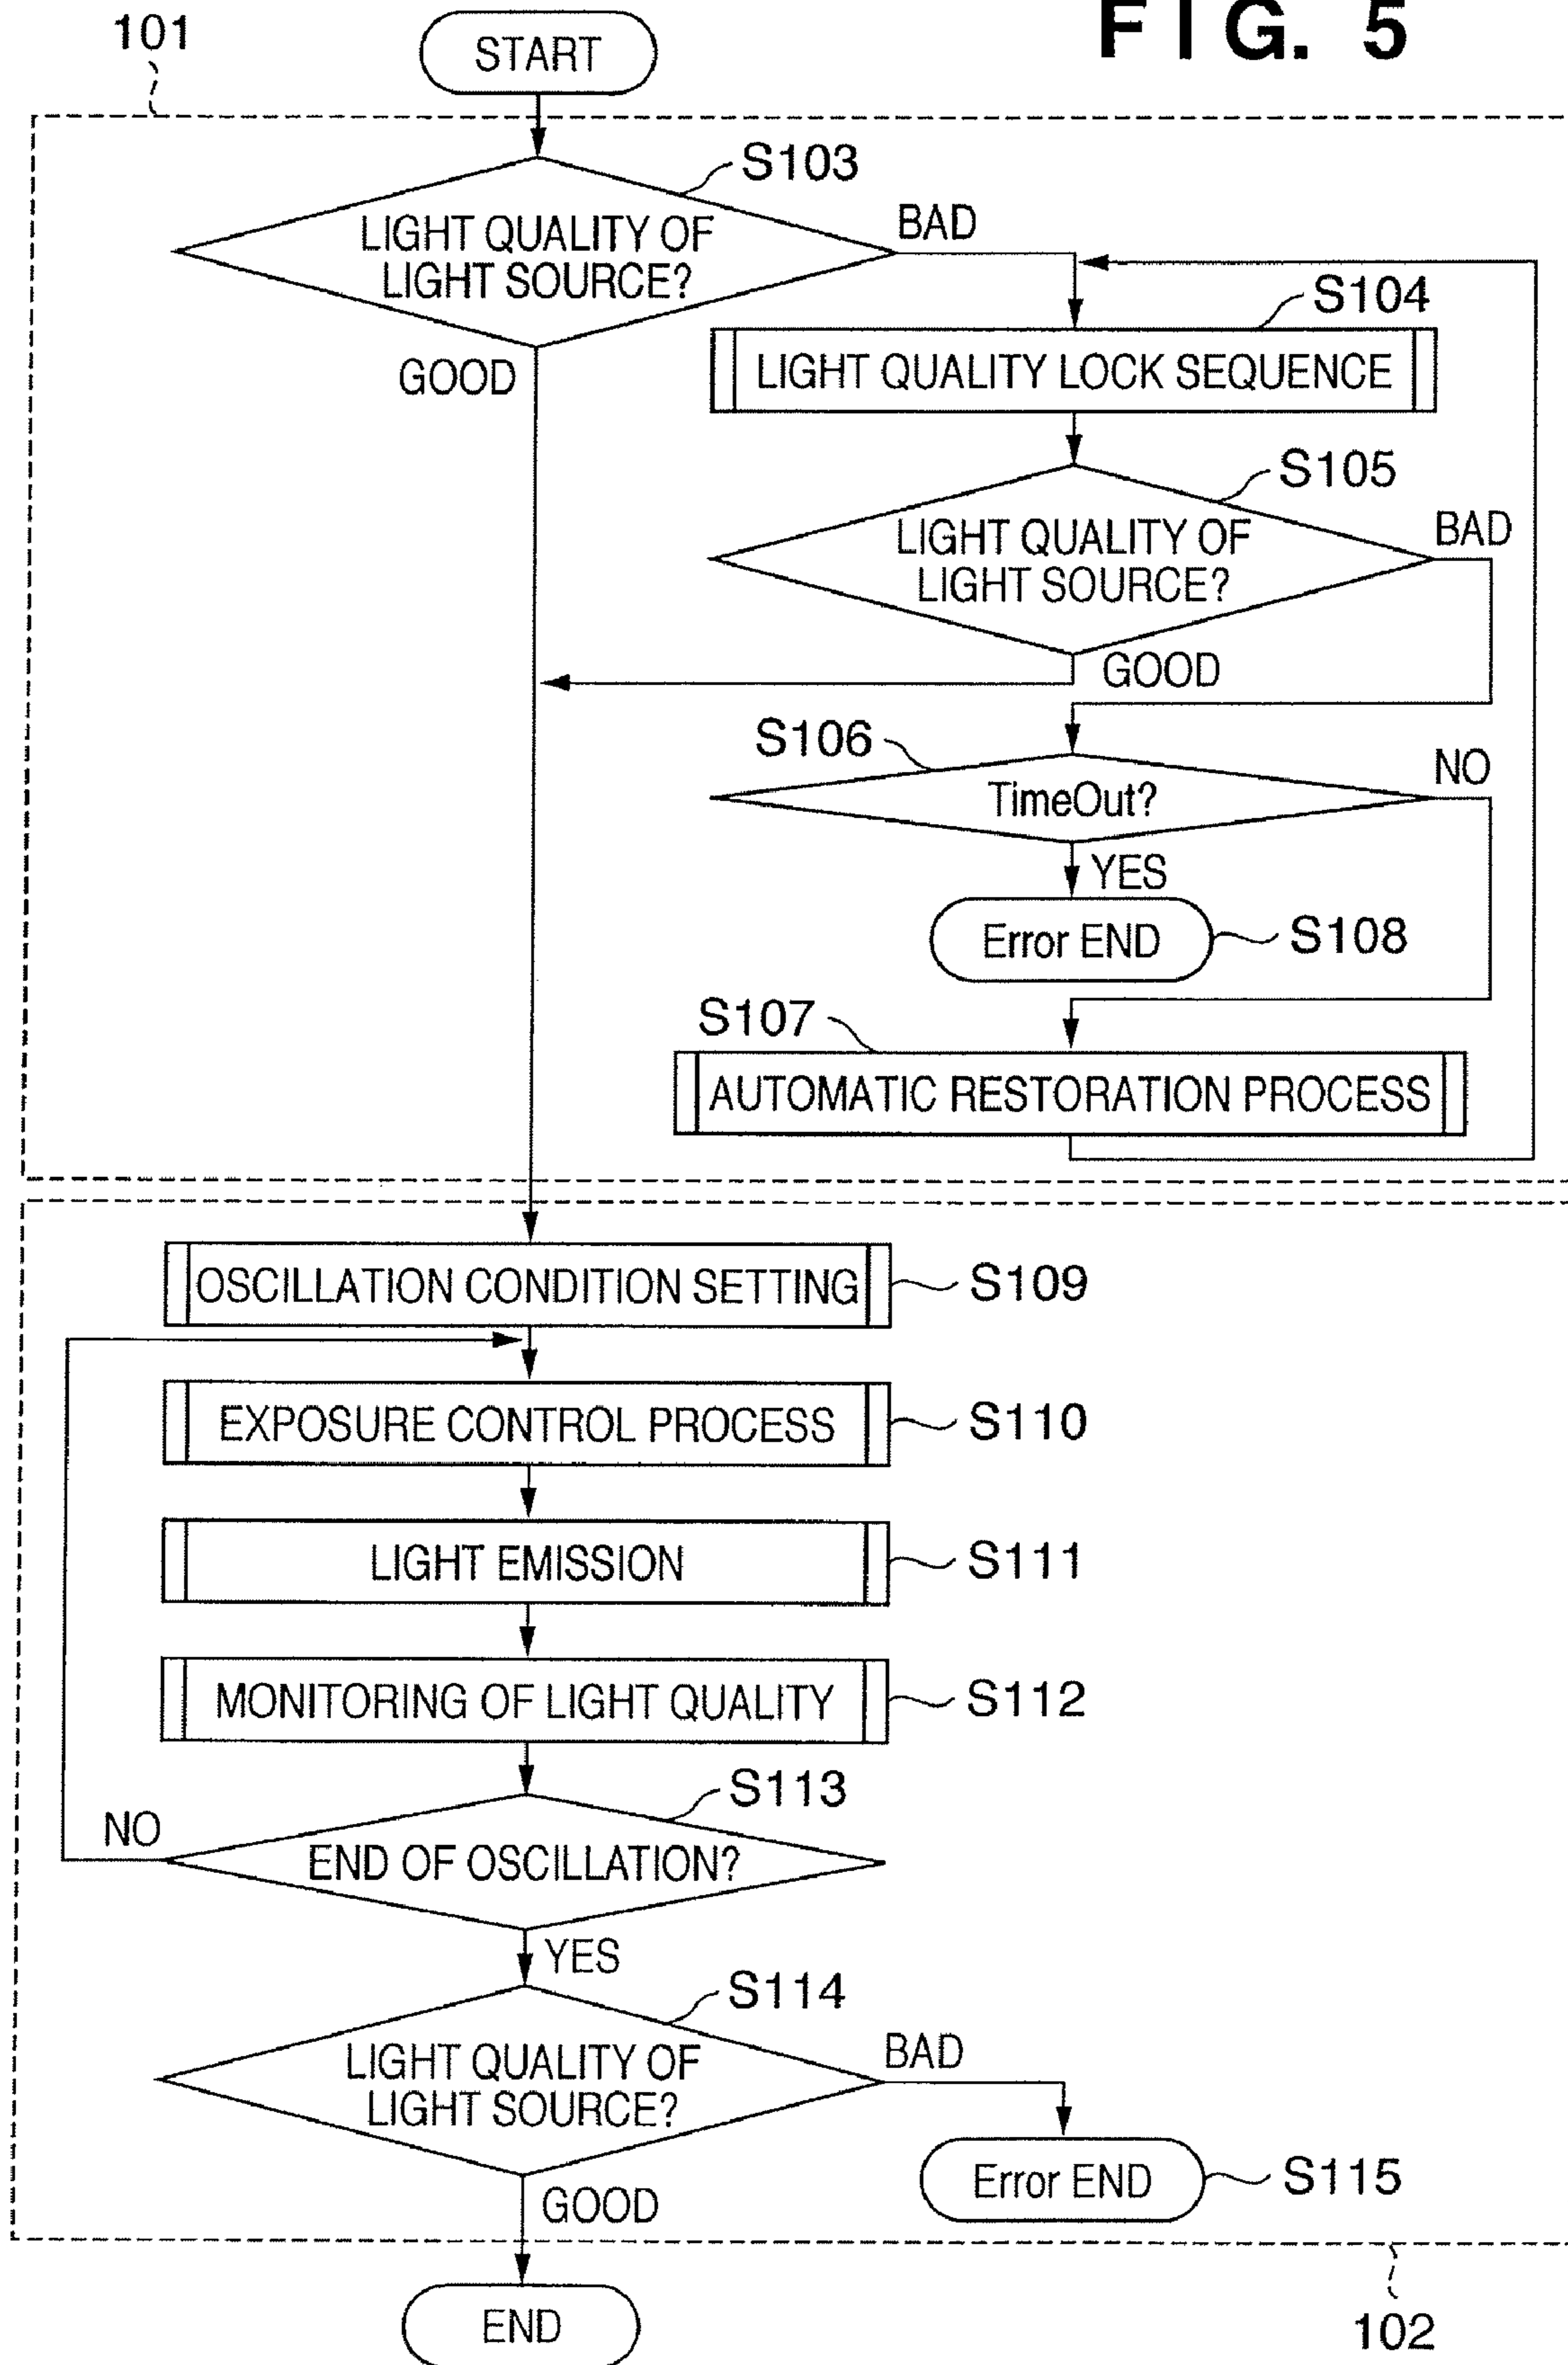 FIG. 5
101
START
S103
LIGHT QUALITY OF
LIGHT SOURCE?
BAD
GOOD
S104
LIGHT QUALITY LOCK SEQUENCE
S105
LIGHT QUALITY OF
LIGHT SOURCE?
BAD
GOOD
S106
TimeOut?
NO
YES
Error END
S108
S107
AUTOMATIC RESTORATION PROCESS
OSCILLATION CONDITION SETTING
S109
EXPOSURE CONTROL PROCESS
S110
LIGHT EMISSION
S111
MONITORING OF LIGHT QUALITY
S112
S113
NO
END OF OSCILLATION?
YES
S114
LIGHT QUALITY OF
LIGHT SOURCE?
BAD
Error END
S115
GOOD
END
102